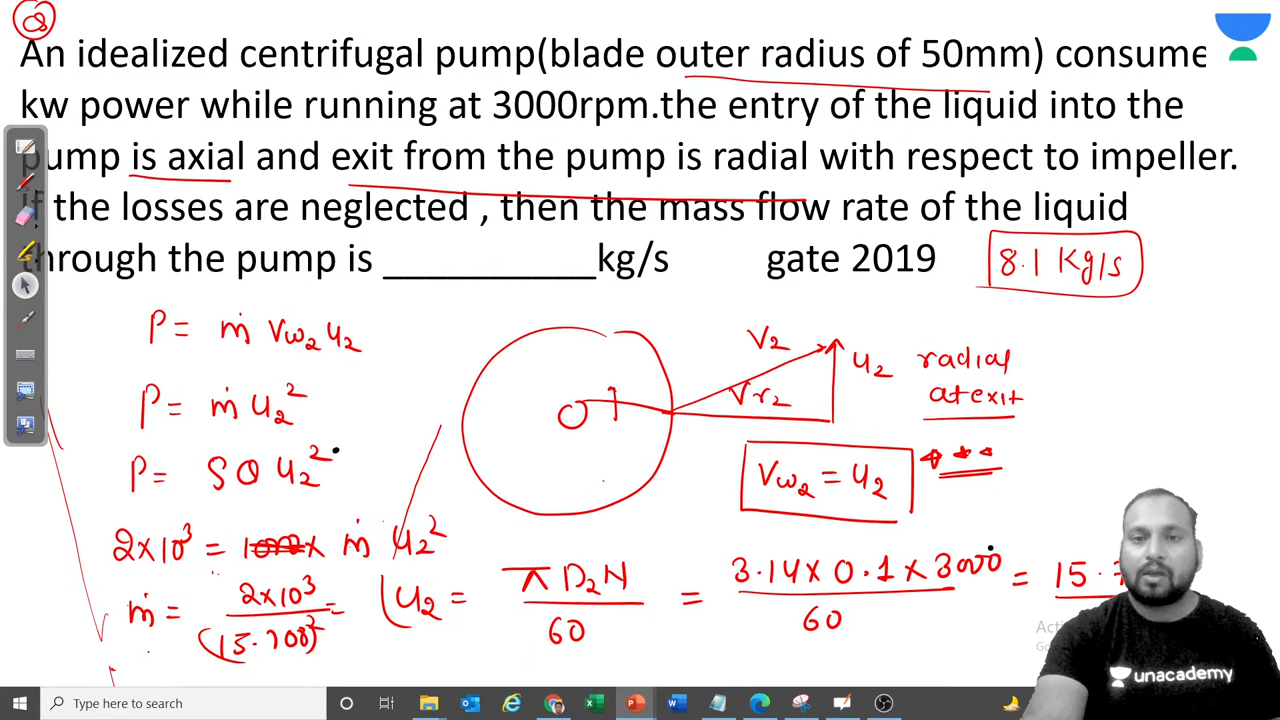 An idealized centrifugal pump(blade outer radius of 50mm) consume
kw power while running at 3000rpm.the entry of the liquid into the
pump is axial and exit from the pump is radial with respect to impeller.
If the losses are neglected , then the mass flow rate of the liquid
through the pump is ___________kg/s gate 2019
8.1 Kg/s
P = ṁ Vw₂ u₂
P = ṁ u₂²
P = SQ u₂²
2×10³ = ṁ u₂²
ṁ = 2×10³ / (15.708)² =
V₂
Vr₂
u₂
radial
at exit
Vw₂ = u₂
u₂ = π D₂ N / 60 = 3.14 × 0.1 × 3000 / 60 = 15.7
unacademy
Type here to search